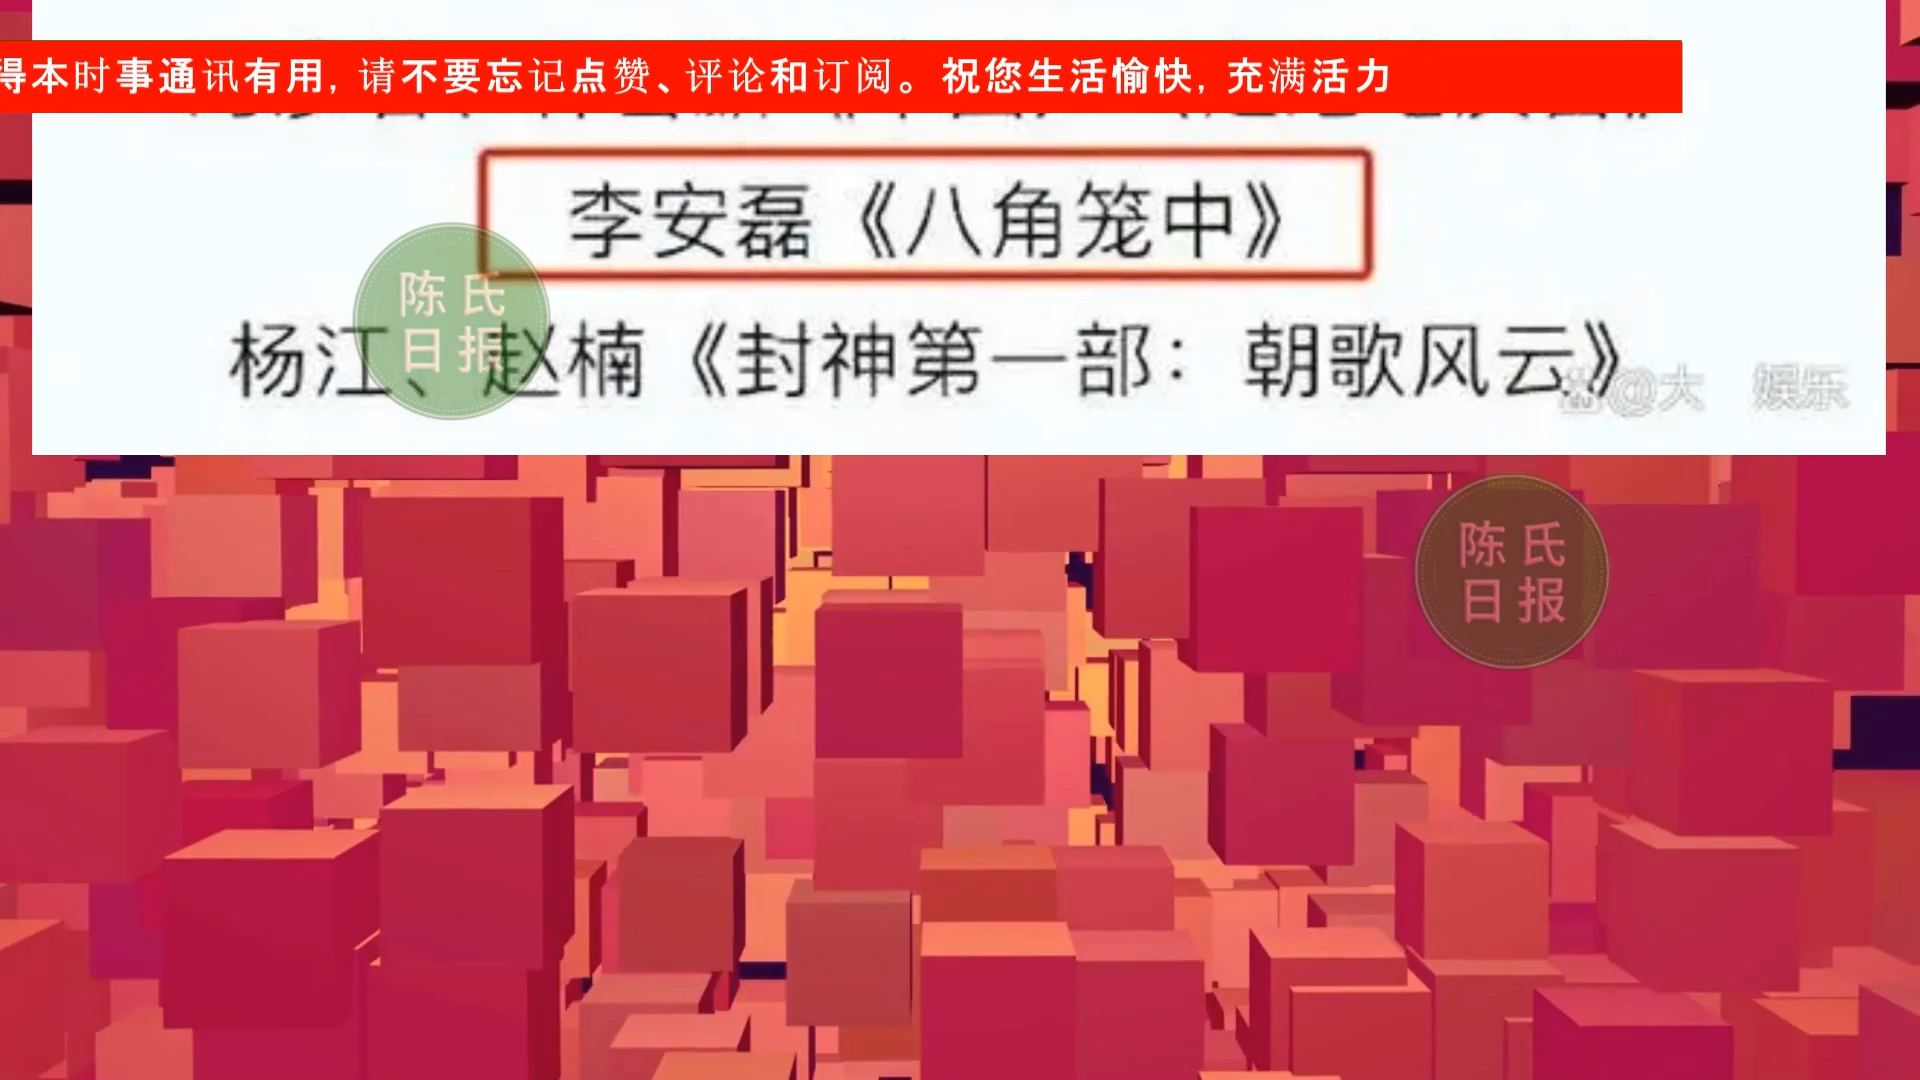 得本时事通讯有用, 请不要忘记点赞、评论和订阅。祝您生活愉快, 充满活力
李安磊《八角笼中》
杨江、赵楠《封神第一部：朝歌风云》
@大 娱乐
陈氏
日报
陈氏
日报